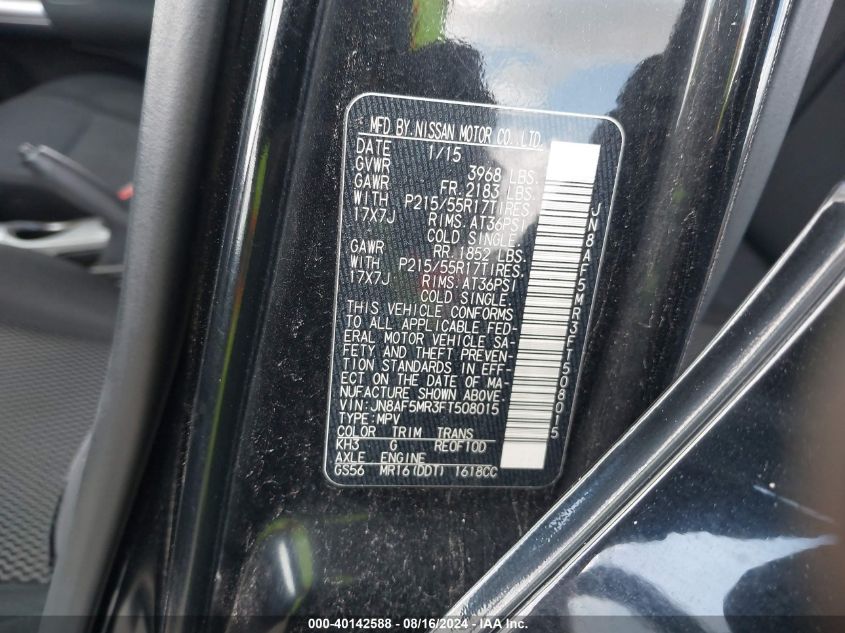 MFD BY. NISSAN MOTOR CO.,LTD.
DATE 1/15
GVWR 3968 LBS.
GAWR FR. 2183 LBS.
WITH P215/55R17TIRES.
17X7J RIMS. AT36PSI
COLD SINGLE.
GAWR RR. 1852 LBS.
WITH P215/55R17TIRES.
17X7J RIMS. AT36PSI
COLD SINGLE.
THIS VEHICLE CONFORMS
TO ALL APPLICABLE FED-
ERAL MOTOR VEHICLE SA-
FETY AND THEFT PREVEN-
TION STANDARDS IN EFF-
ECT ON THE DATE OF MA-
NUFACTURE SHOWN ABOVE.
VIN: JN8AF5MR3FT508015
TYPE: MPV
COLOR TRIM TRANS
KH3 G RE0F10D
AXLE ENGINE
GS56 MR16(DDT) 1618CC
JN8AF5MR3FT508015
000-40142588 - 08/16/2024 - IAA Inc.